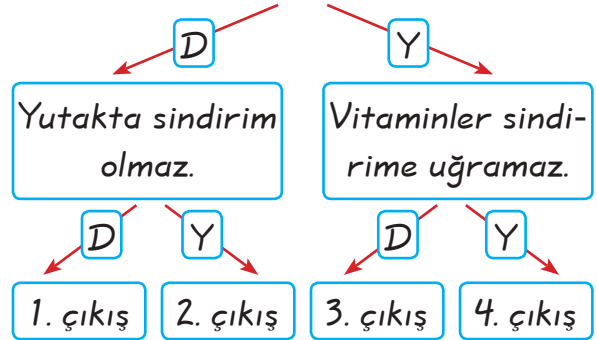 D
Y
Yutakta sindirim
olmaz.
Vitaminler sindi-
rime uğramaz.
D
Y
D
Y
1. çıkış
2. çıkış
3. çıkış
4. çıkış